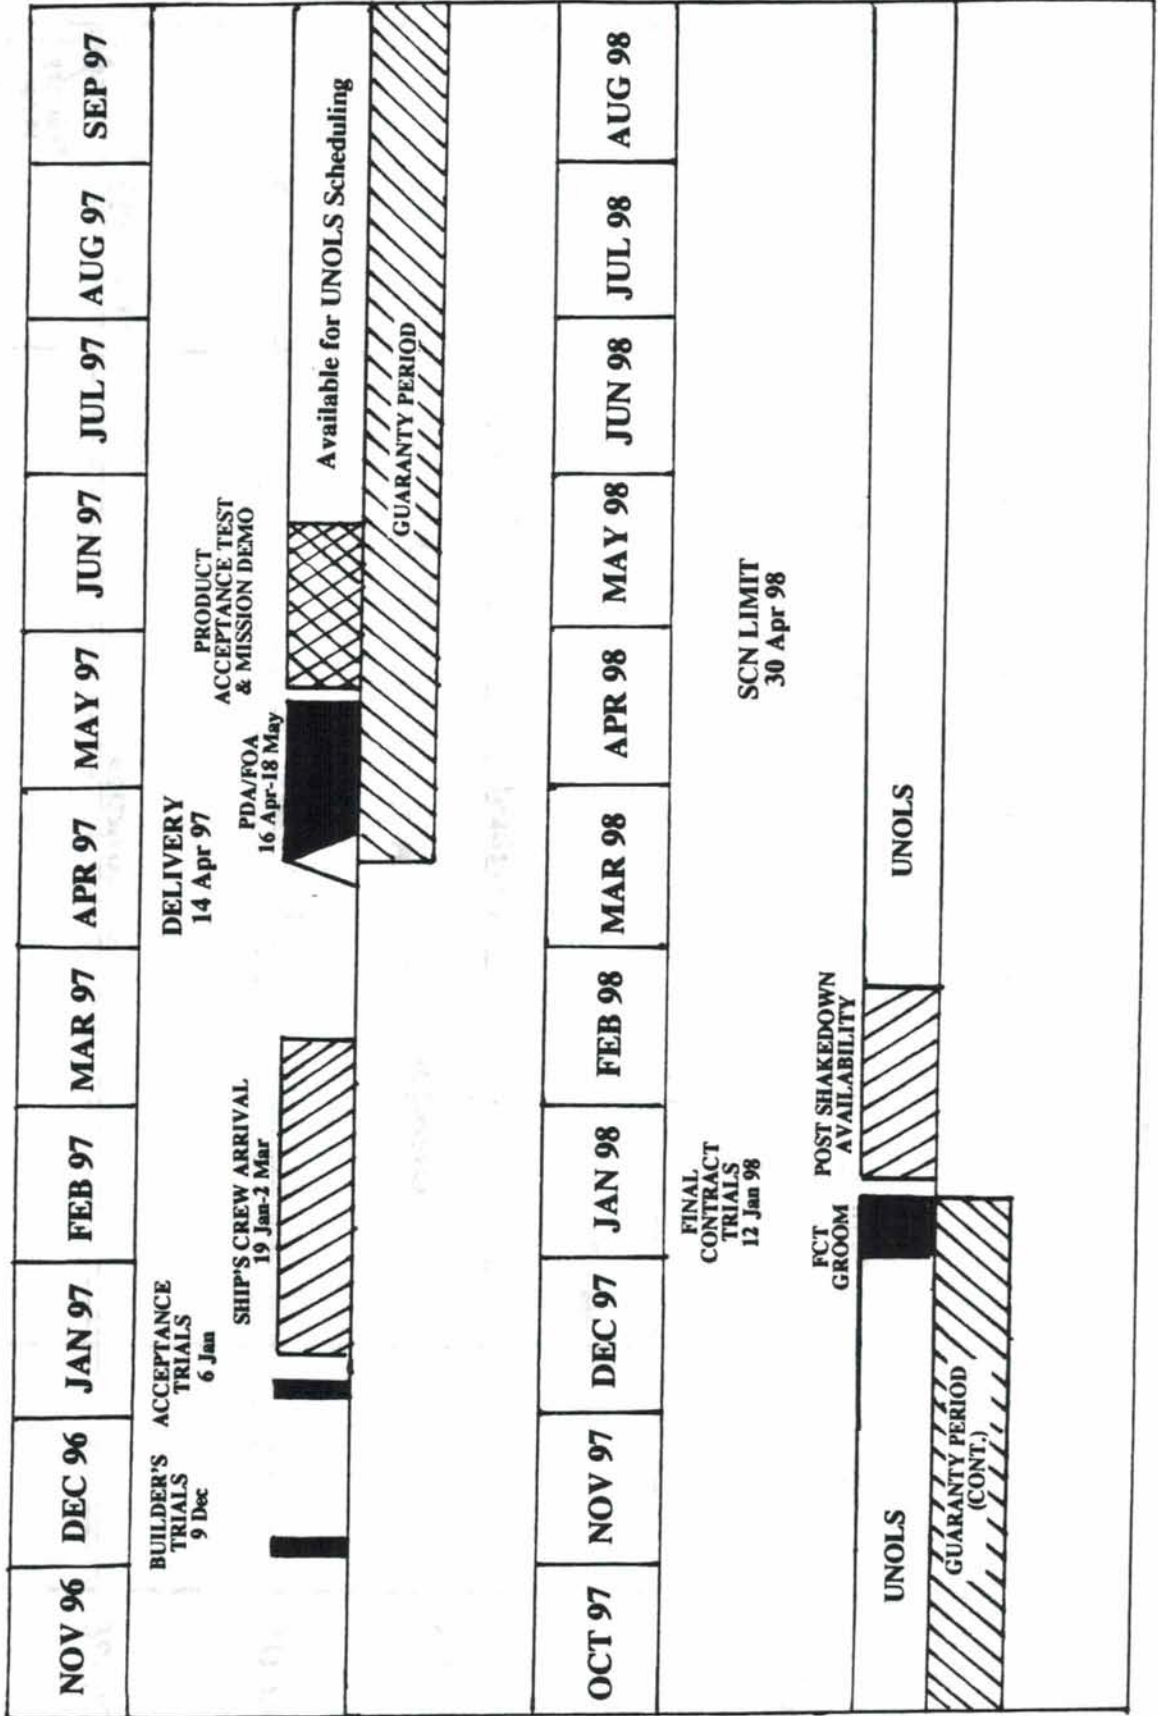 NOV 96
DEC 96
JAN 97
FEB 97
MAR 97
APR 97
MAY 97
JUN 97
JUL 97
AUG 97
SEP 97
BUILDER'S
TRIALS
9 Dec
ACCEPTANCE
TRIALS
6 Jan
SHIP'S CREW ARRIVAL
19 Jan-2 Mar
DELIVERY
14 Apr 97
PDA/FOA
16 Apr-18 May
PRODUCT
ACCEPTANCE TEST
& MISSION DEMO
Available for UNOLS Scheduling
GUARANTY PERIOD
OCT 97
NOV 97
DEC 97
JAN 98
FEB 98
MAR 98
APR 98
MAY 98
JUN 98
JUL 98
AUG 98
FINAL
CONTRACT
TRIALS
12 Jan 98
SCN LIMIT
30 Apr 98
UNOLS
FCT
GROOM
POST SHAKEDOWN
AVAILABILITY
UNOLS
GUARANTY PERIOD
(CONT.)